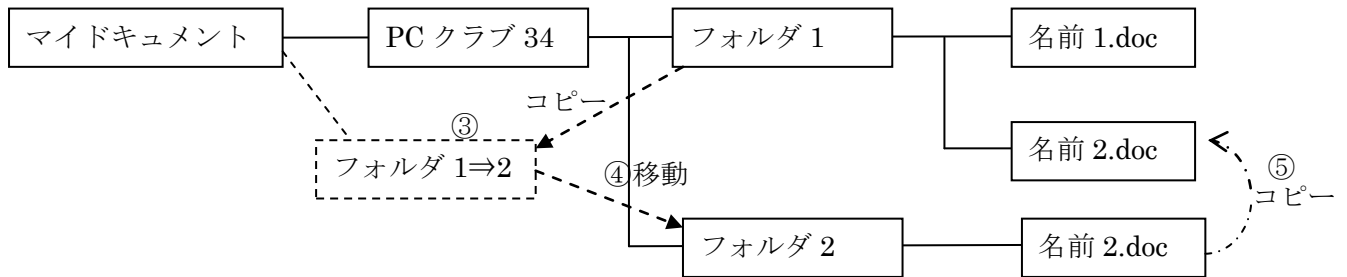 マイドキュメント
PC クラブ 34
フォルダ 1
名前 1.doc
コピー
③
フォルダ 1⇒2
④移動
名前 2.doc
⑤
コピー
フォルダ 2
名前 2.doc